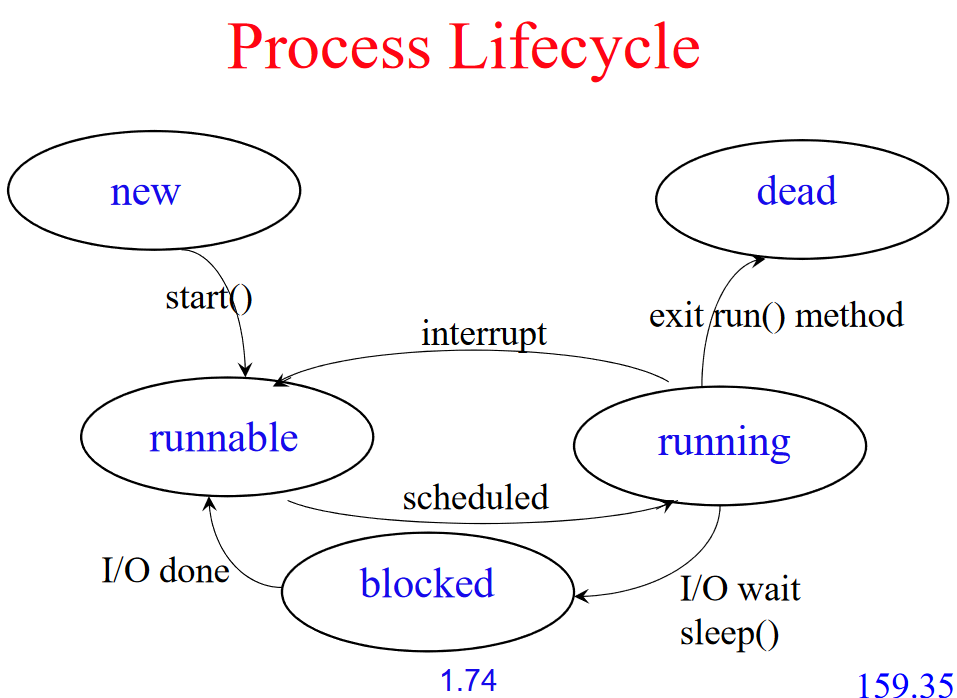 Process Lifecycle
new
dead
start()
exit run() method
interrupt
runnable
running
scheduled
I/O done
blocked
I/O wait
sleep()
1.74
159.35